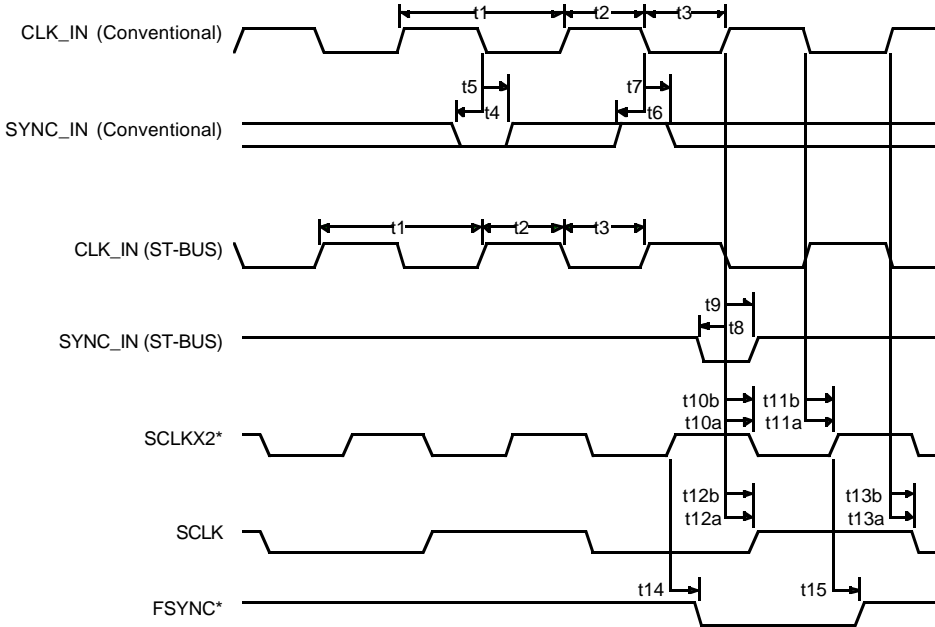 t1 t2 t3
CLK_IN (Conventional)
t5 t7
t4 t6
SYNC_IN (Conventional)
t1 t2 t3
CLK_IN (ST-BUS)
t9
t8
SYNC_IN (ST-BUS)
t10b t11b
t10a t11a
SCLKX2*
t12b t13b
t12a t13a
SCLK
t14 t15
FSYNC*